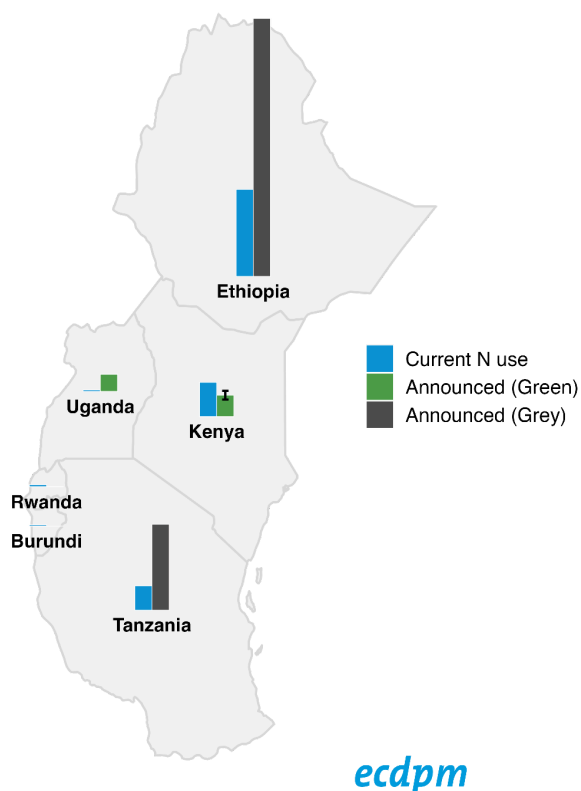 Ethiopia
Current N use
Announced (Green)
Announced (Grey)
Uganda
Kenya
Rwanda
Burundi
Tanzania
ecdpm